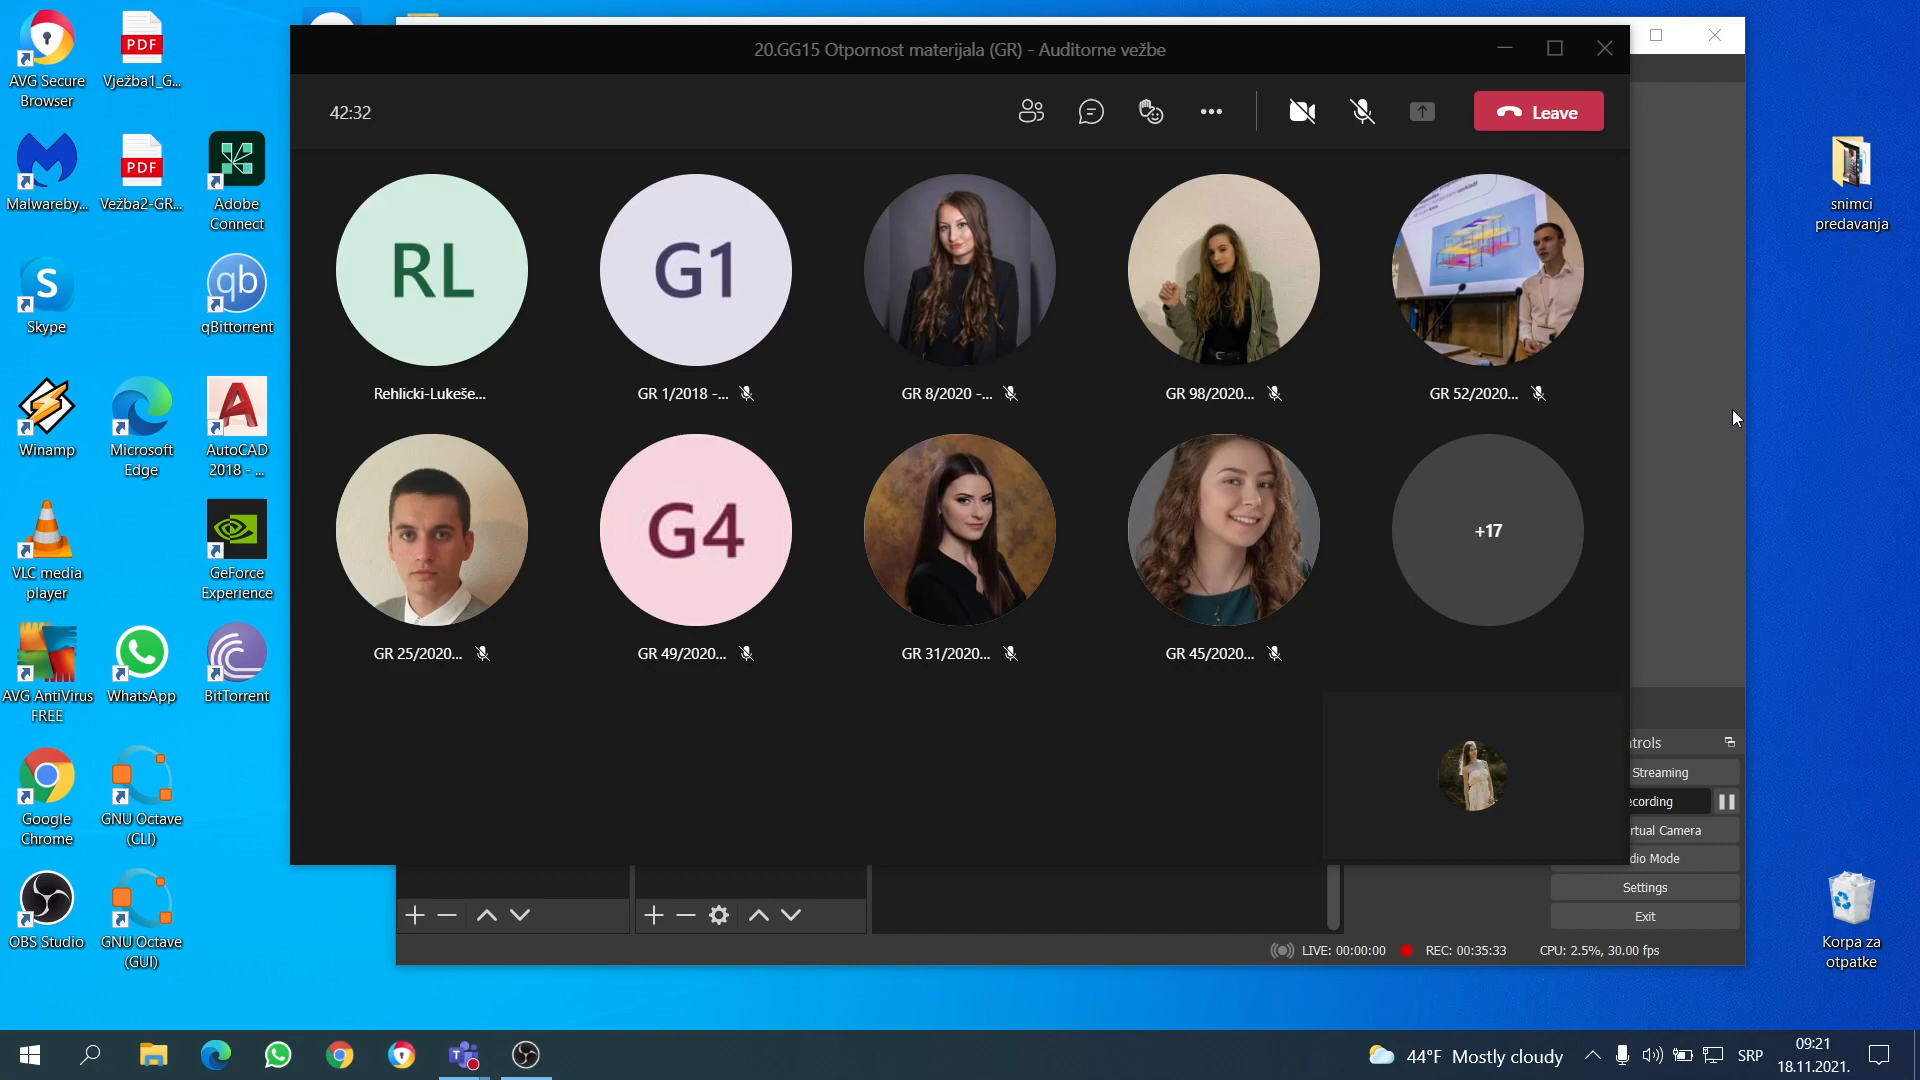 AVG Secure
Browser
PDF
Vježba1_G...
Malwareby...
PDF
Vežba2-GR...
Adobe
Connect
S
Skype
qb
qBittorrent
Winamp
Microsoft
Edge
AutoCAD
2018 - ...
VLC media
player
GeForce
Experience
AVG AntiVirus
FREE
WhatsApp
BitTorrent
Google
Chrome
GNU Octave
(CLI)
OBS Studio
GNU Octave
(GUI)
20.GG15 Otpornost materijala (GR) - Auditorne vežbe
42:32
Leave
RL
Rehlicki-Lukeše...
G1
GR 1/2018 -...
GR 8/2020 -...
GR 98/2020...
GR 52/2020...
GR 25/2020...
G4
GR 49/2020...
GR 31/2020...
GR 45/2020...
+17
snimci
predavanja
trols
Streaming
ecording
rtual Camera
dio Mode
Settings
Exit
LIVE: 00:00:00
REC: 00:35:33
CPU: 2.5%, 30.00 fps
Korpa za
otpatke
44°F Mostly cloudy
SRP
09:21
18.11.2021.